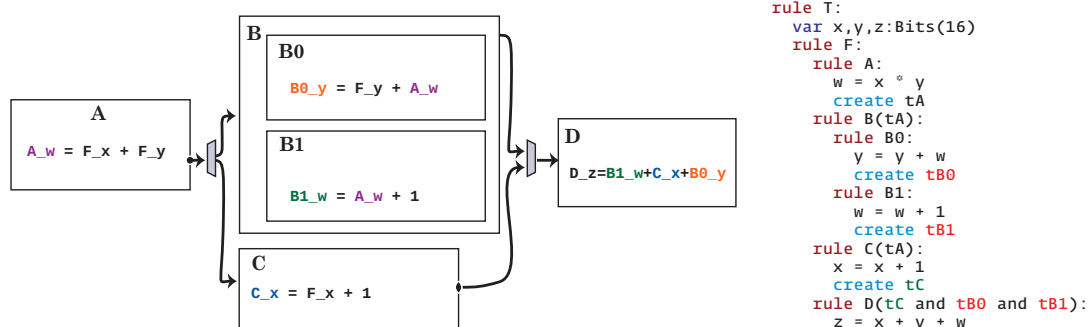 A
A_w = F_x + F_y
B
B0
B0_y = F_y + A_w
B1
B1_w = A_w + 1
C
C_x = F_x + 1
D
D_z=B1_w+C_x+B0_y
rule T:
var x,y,z:Bits(16)
rule F:
rule A:
w = x * y
create tA
rule B(tA):
rule B0:
y = y + w
create tB0
rule B1:
w = w + 1
create tB1
rule C(tA):
x = x + 1
create tC
rule D(tC and tB0 and tB1):
z = x + y + w